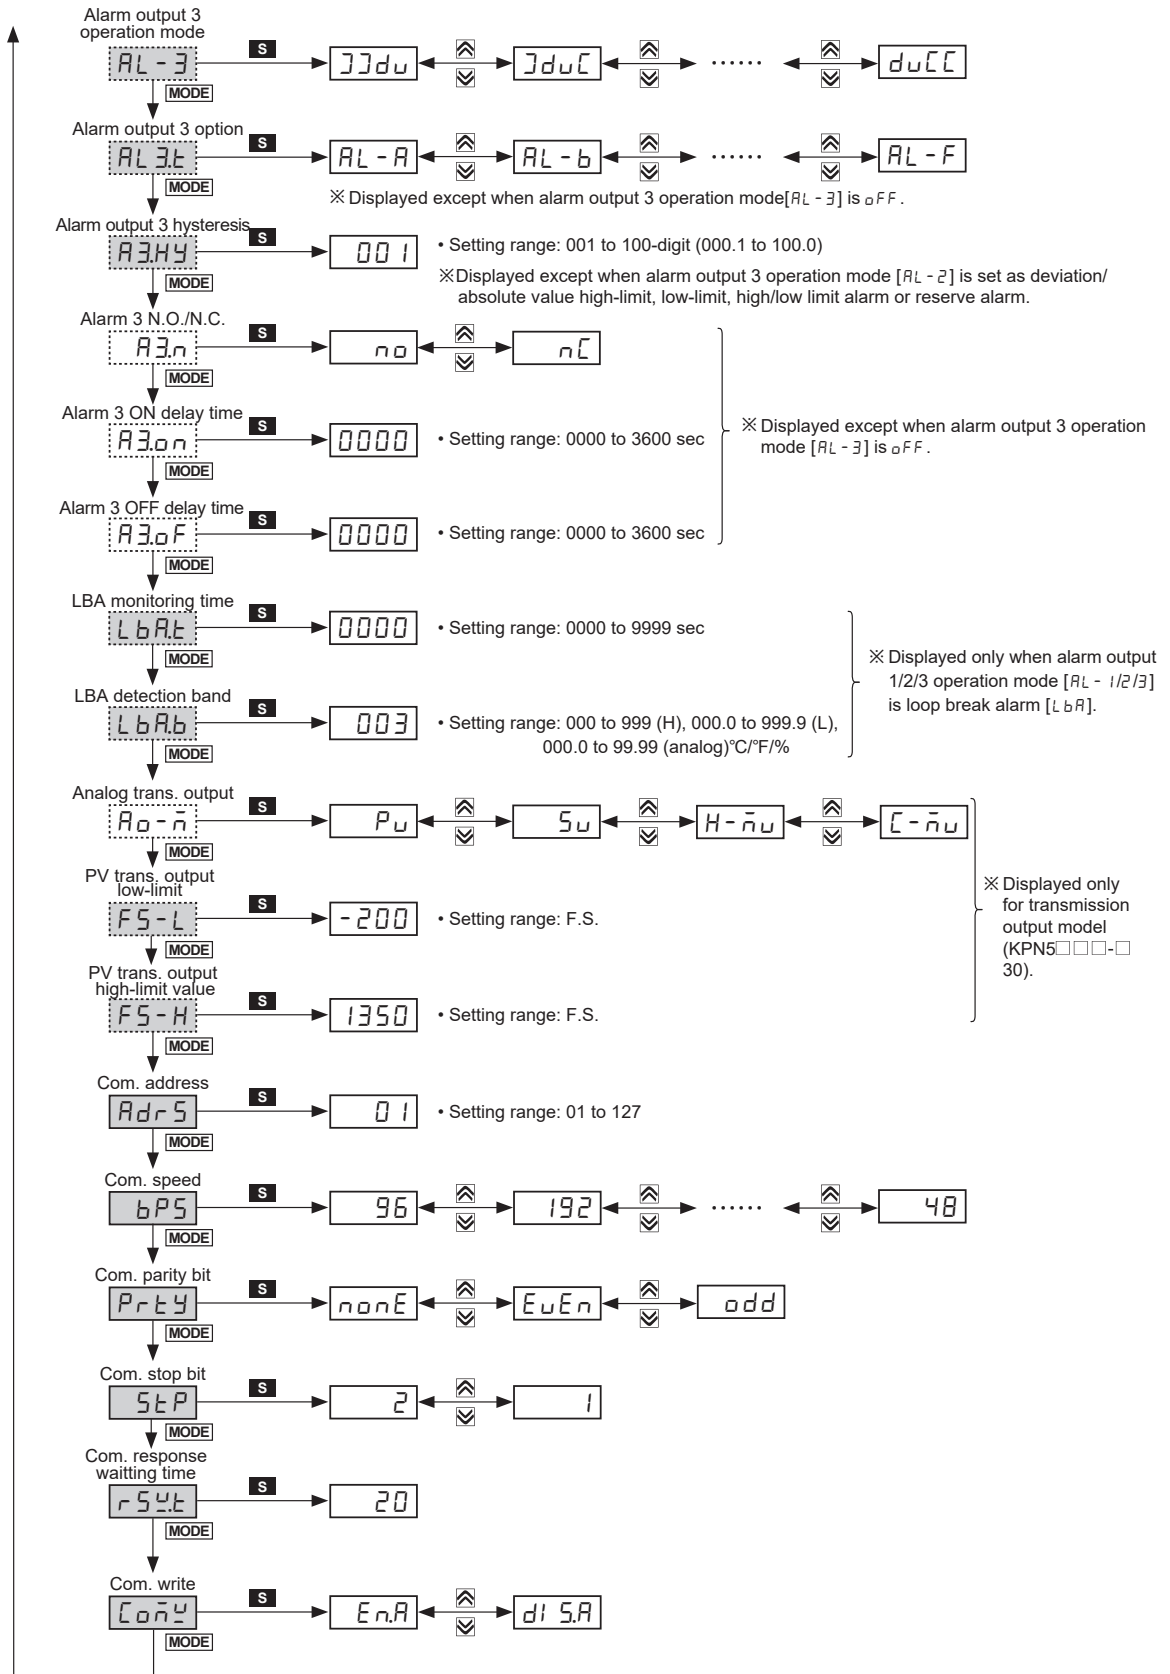 Alarm output 3
operation mode
AL-3 S ]]du ]duC ······ duCC
MODE
Alarm output 3 option
AL3.t S AL-A AL-b ······ AL-F
MODE
※ Displayed except when alarm output 3 operation mode[AL-3] is oFF.
Alarm output 3 hysteresis
A3.HY S 001 • Setting range: 001 to 100-digit (000.1 to 100.0)
MODE
※Displayed except when alarm output 3 operation mode [AL-2] is set as deviation/
absolute value high-limit, low-limit, high/low limit alarm or reserve alarm.
Alarm 3 N.O./N.C.
A3.n S no nC
MODE
Alarm 3 ON delay time
A3.on S 0000 • Setting range: 0000 to 3600 sec
MODE
※ Displayed except when alarm output 3 operation
mode [AL-3] is oFF.
Alarm 3 OFF delay time
A3.oF S 0000 • Setting range: 0000 to 3600 sec
MODE
LBA monitoring time
LbA.t S 0000 • Setting range: 0000 to 9999 sec
MODE
※ Displayed only when alarm output
1/2/3 operation mode [AL-1/2/3]
is loop break alarm [LbA].
LBA detection band
LbA.b S 003 • Setting range: 000 to 999 (H), 000.0 to 999.9 (L),
000.0 to 99.99 (analog)°C/°F/%
MODE
Analog trans. output
Ao-m S Pv Sv H-mv C-mv
MODE
PV trans. output
low-limit
FS-L S -200 • Setting range: F.S.
MODE
※ Displayed only
for transmission
output model
(KPN5□□□-□
30).
PV trans. output
high-limit value
FS-H S 1350 • Setting range: F.S.
MODE
Com. address
AdrS S 01 • Setting range: 01 to 127
MODE
Com. speed
bPS S 96 192 ······ 48
MODE
Com. parity bit
PrtY S nonE EvEn odd
MODE
Com. stop bit
StP S 2 1
MODE
Com. response
waitting time
rSW.t S 20
MODE
Com. write
ComW S En.A dIS.A
MODE